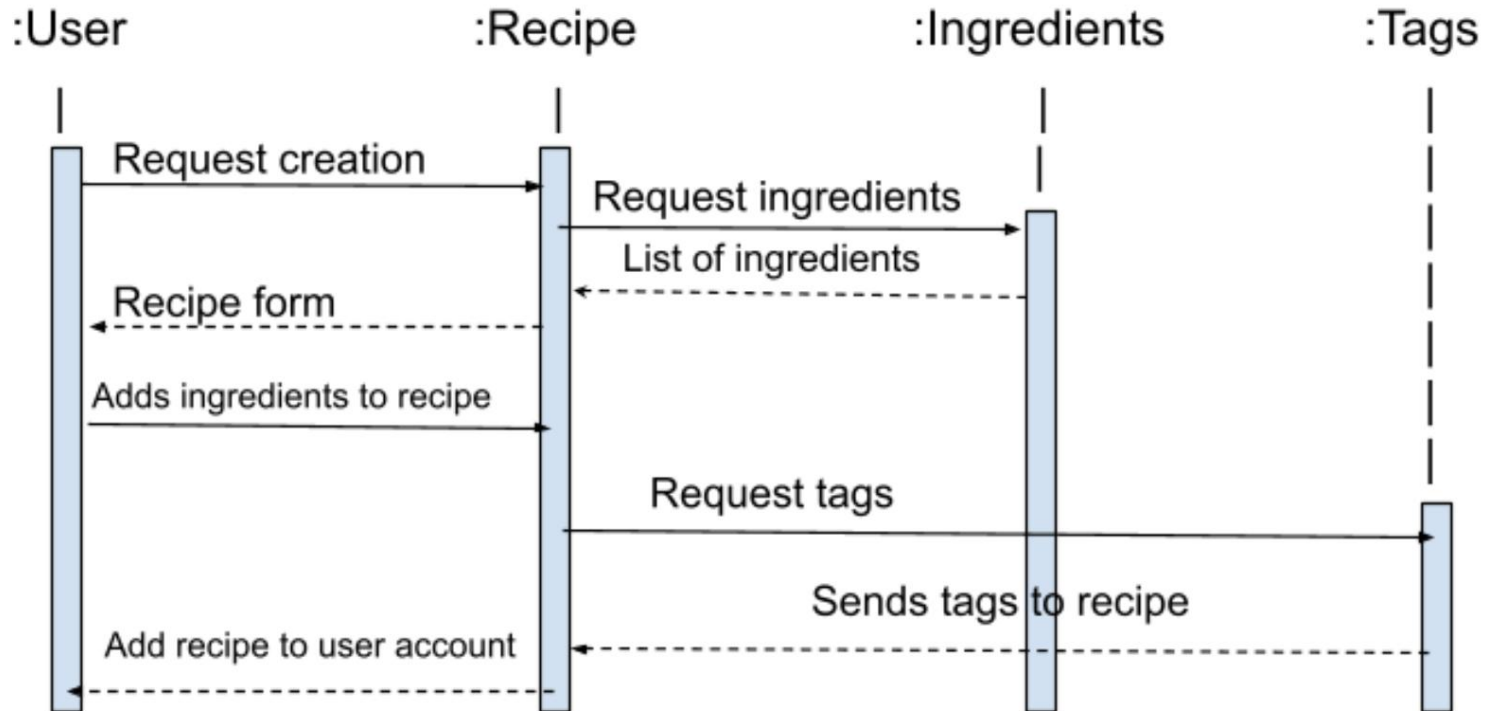 :User
:Recipe
:Ingredients
:Tags
Request creation
Request ingredients
List of ingredients
Recipe form
Adds ingredients to recipe
Request tags
Sends tags to recipe
Add recipe to user account